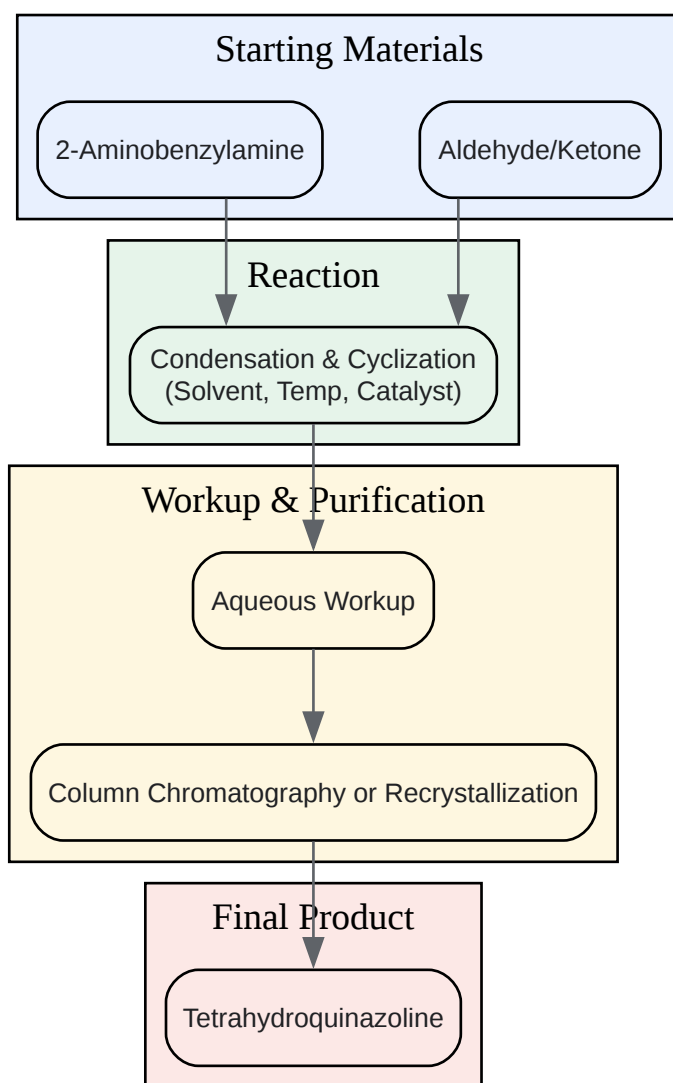 Starting Materials
2-Aminobenzylamine
Aldehyde/Ketone
Reaction
Condensation & Cyclization
(Solvent, Temp, Catalyst)
Workup & Purification
Aqueous Workup
Column Chromatography or Recrystallization
Final Product
Tetrahydroquinazoline